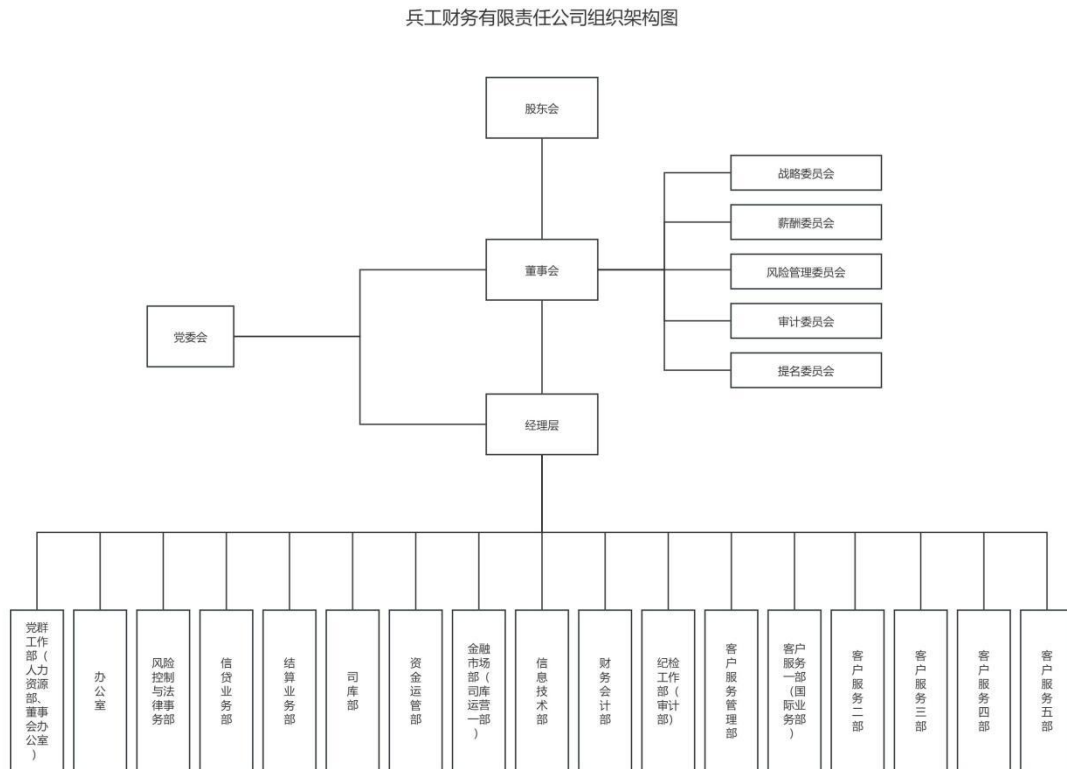 兵工财务有限责任公司组织架构图
股东会
战略委员会
薪酬委员会
董事会
风险管理委员会
审计委员会
党委会
提名委员会
经理层
党群工作部（人力资源部、董事会办公室）
办公室
风险控制与法律事务部
信贷业务部
结算业务部
司库部
资金运管部
金融市场部（司库运营一部）
信息技术部
财务会计部
纪检工作部（审计部）
客户服务管理部
客户服务一部（国际业务部）
客户服务二部
客户服务三部
客户服务四部
客户服务五部